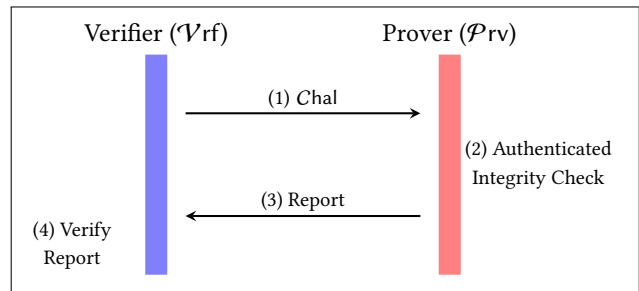 Verifier (𝒱rf)
Prover (𝒫rv)
(1) 𝒞hal
(2) Authenticated
Integrity Check
(3) Report
(4) Verify
Report